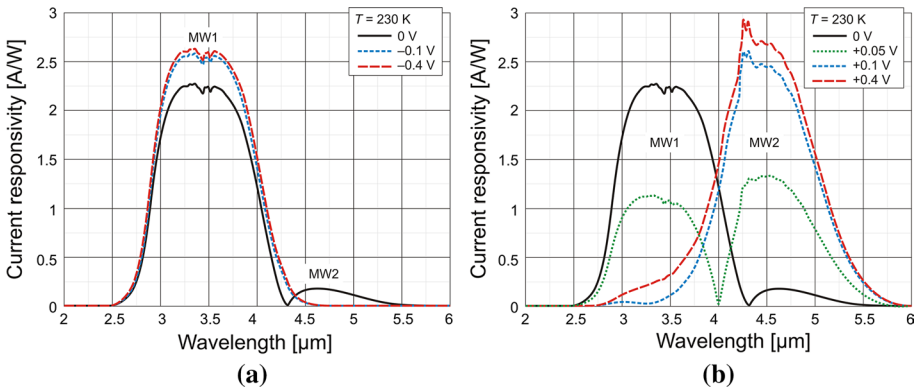 3
2.5
2
1.5
1
0.5
0
Current responsivity [A/W]
MW1
MW2
T = 230 K
0 V
–0.1 V
–0.4 V
2 2.5 3.0 3.5 4 4.5 5 5.5 6
Wavelength [μm]
(a)
3
2.5
2
1.5
1
0.5
0
Current responsivity [A/W]
MW1 MW2
T = 230 K
0 V
+0.05 V
+0.1 V
+0.4 V
2 2.5 3.0 3.5 4 4.5 5 5.5 6
Wavelength [μm]
(b)